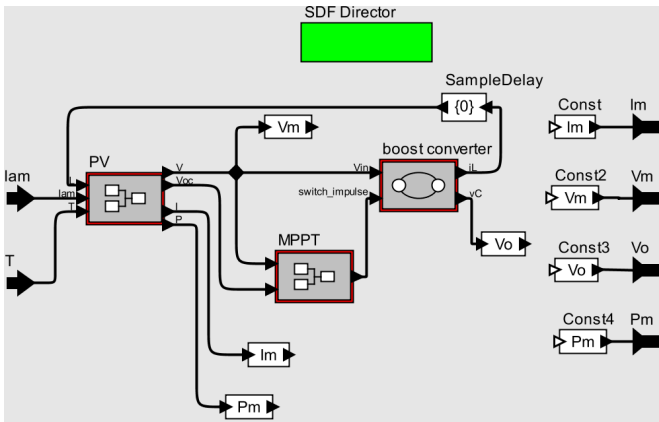 SDF Director
SampleDelay
{0}
Const
Im
Im
Vm
boost converter
PV
V
Vin
iL
Const2
Vm
Iam
I
Voc
Vm
Iam
switch_impulse
vC
T
I
P
MPPT
Const3
Vo
Vo
Vo
T
Const4
Pm
Pm
Im
Pm